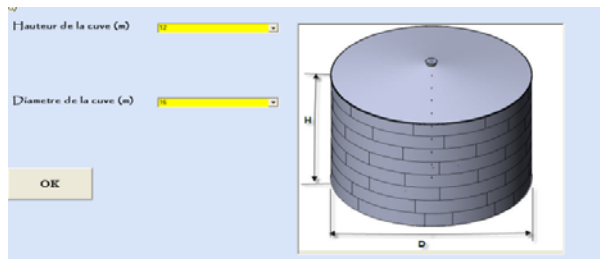 Hauteur de la cuve (m) 12
Diametre de la cuve (m) 16
H
OK
D